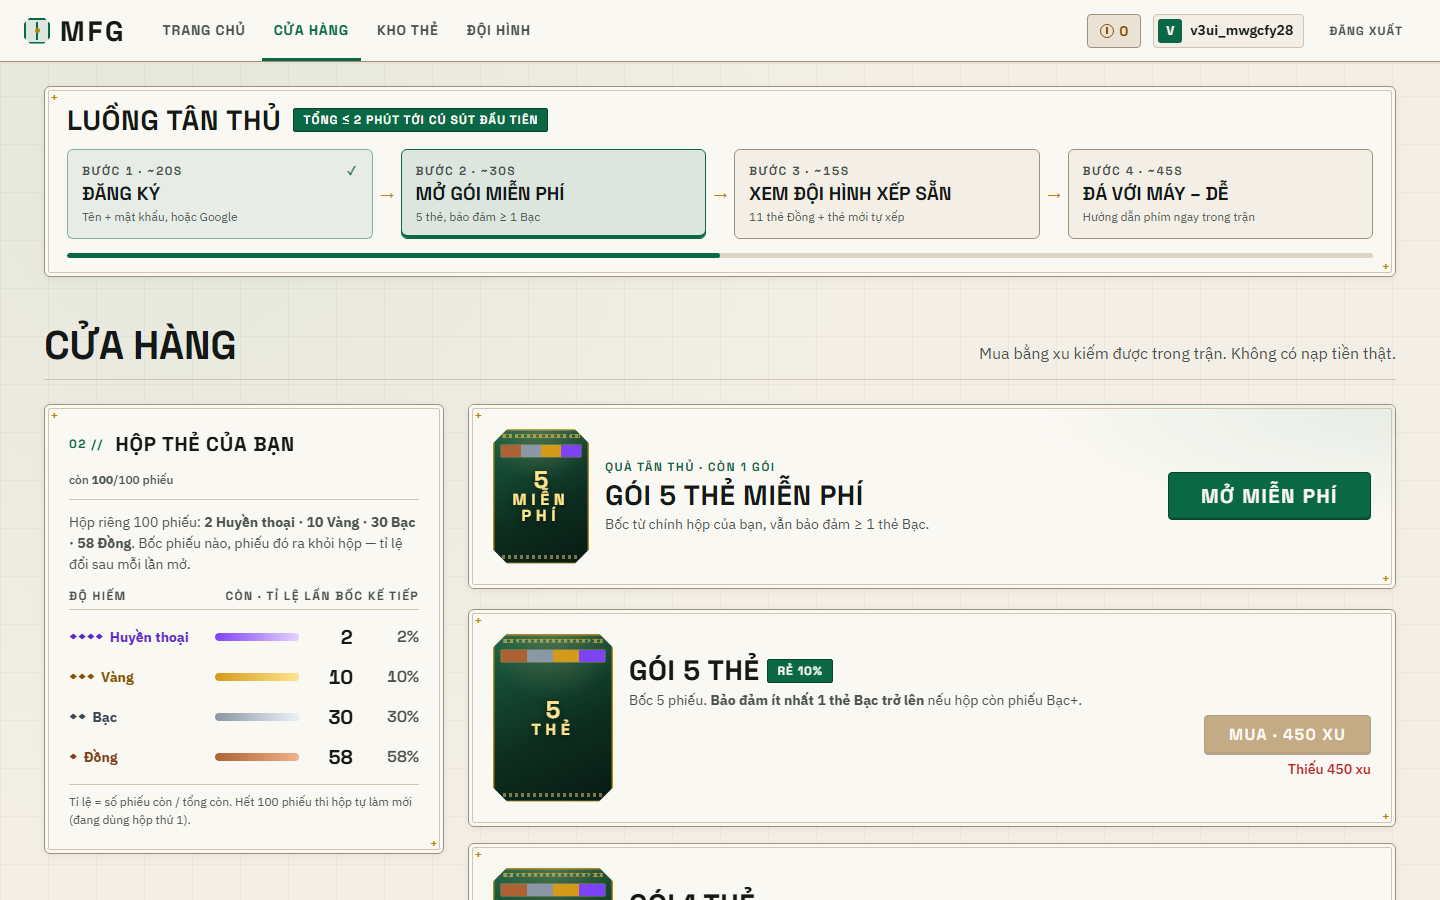 MFG
TRANG CHỦ
CỬA HÀNG
KHO THẺ
ĐỘI HÌNH
0
V
v3ui_mwgcfy28
ĐĂNG XUẤT
LUỒNG TÂN THỦ
TỔNG ≤ 2 PHÚT TỚI CÚ SÚT ĐẦU TIÊN
BƯỚC 1 · ~20S ✓
ĐĂNG KÝ
Tên + mật khẩu, hoặc Google
→
BƯỚC 2 · ~30S
MỞ GÓI MIỄN PHÍ
5 thẻ, bảo đảm ≥ 1 Bạc
→
BƯỚC 3 · ~15S
XEM ĐỘI HÌNH XẾP SẴN
11 thẻ Đồng + thẻ mới tự xếp
→
BƯỚC 4 · ~45S
ĐÁ VỚI MÁY – DỄ
Hướng dẫn phím ngay trong trận
CỬA HÀNG
Mua bằng xu kiếm được trong trận. Không có nạp tiền thật.
02 // HỘP THẺ CỦA BẠN
còn 100/100 phiếu
Hộp riêng 100 phiếu: 2 Huyền thoại · 10 Vàng · 30 Bạc
· 58 Đồng. Bốc phiếu nào, phiếu đó ra khỏi hộp — tỉ lệ
đổi sau mỗi lần mở.
ĐỘ HIẾM CÒN · TỈ LỆ LẦN BỐC KẾ TIẾP
Huyền thoại 2 2%
Vàng 10 10%
Bạc 30 30%
Đồng 58 58%
Tỉ lệ = số phiếu còn / tổng còn. Hết 100 phiếu thì hộp tự làm mới
(đang dùng hộp thứ 1).
5
MIỄN
PHÍ
QUÀ TÂN THỦ · CÒN 1 GÓI
GÓI 5 THẺ MIỄN PHÍ
Bốc từ chính hộp của bạn, vẫn bảo đảm ≥ 1 thẻ Bạc.
MỞ MIỄN PHÍ
5
THẺ
GÓI 5 THẺ
RẺ 10%
Bốc 5 phiếu. Bảo đảm ít nhất 1 thẻ Bạc trở lên nếu hộp còn phiếu Bạc+.
MUA · 450 XU
Thiếu 450 xu